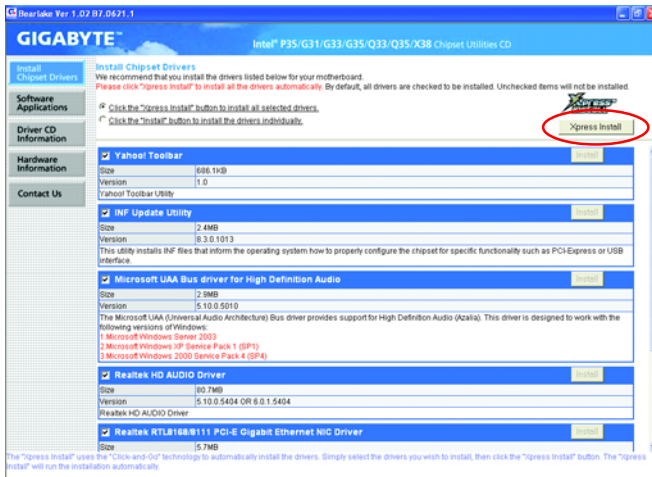 Bearlake Ver 1.02 B7.0621.1
GIGABYTE™
Intel® P35/G31/G33/G35/Q33/Q35/X38 Chipset Utilities CD
Install
Chipset Drivers
Software
Applications
Driver CD
Information
Hardware
Information
Contact Us
Install Chipset Drivers
We recommend that you install the drivers listed below for your motherboard.
Please click "Xpress Install" to install all the drivers automatically. By default, all drivers are checked to be installed. Unchecked items will not be installed.
Click the "Xpress Install" button to install all selected drivers.
Click the "Install" button to install the drivers individually.
Xpress
Xpress Install
Yahoo! Toolbar
Install
Size 686.1KB
Version 1.0
Yahoo! Toolbar Utility
INF Update Utility
Install
Size 2.4MB
Version 8.3.0.1013
This utility installs INF files that inform the operating system how to properly configure the chipset for specific functionality such as PCI-Express or USB
interface.
Microsoft UAA Bus driver for High Definition Audio
Install
Size 2.9MB
Version 5.10.0.5010
The Microsoft UAA (Universal Audio Architecture) Bus driver provides support for High Definition Audio (Azalia). This driver is designed to work with the
following versions of Windows:
1.Microsoft Windows Server 2003
2.Microsoft Windows XP Service Pack 1 (SP1)
3.Microsoft Windows 2000 Service Pack 4 (SP4)
Realtek HD AUDIO Driver
Install
Size 80.7MB
Version 5.10.0.5404 OR 6.0.1.5404
Realtek HD AUDIO Driver
Realtek RTL8168/8111 PCI-E Gigabit Ethernet NIC Driver
Install
Size 5.7MB
The "Xpress Install" uses the "Click-and-Go" technology to automatically install the drivers. Simply select the drivers you wish to install, then click the "Xpress Install" button. The "Xpress
Install" will run the installation automatically.